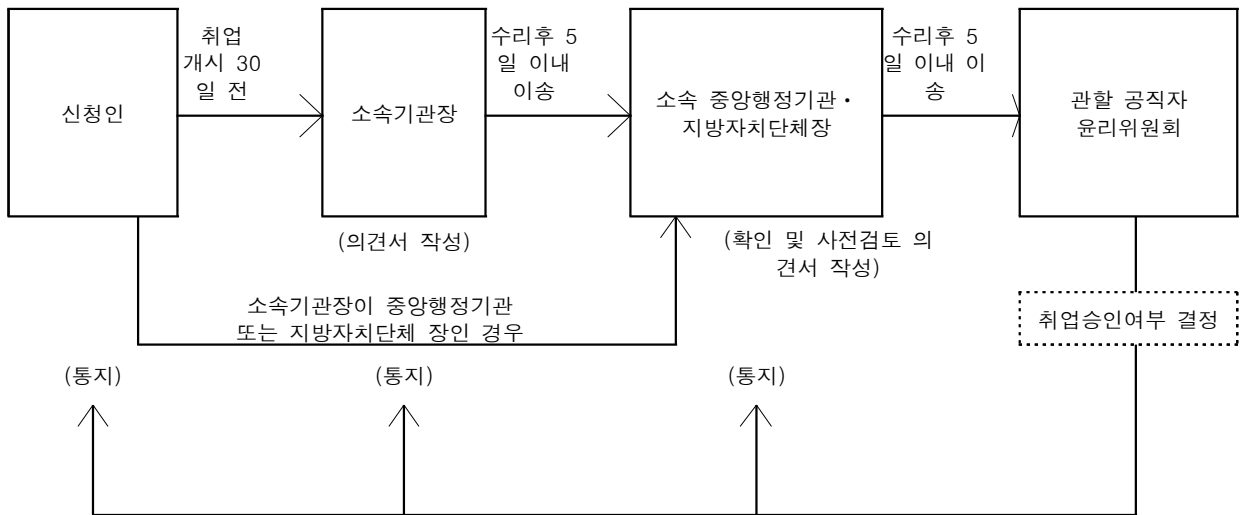 신청인
취업
개시 30
일 전
소속기관장
(의견서 작성)
수리후 5
일 이내
이송
소속 중앙행정기관·
지방자치단체장
(확인 및 사전검토 의
견서 작성)
수리후 5
일 이내 이
송
관할 공직자
윤리위원회
소속기관장이 중앙행정기관
또는 지방자치단체 장인 경우
취업승인여부 결정
(통지)
(통지)
(통지)